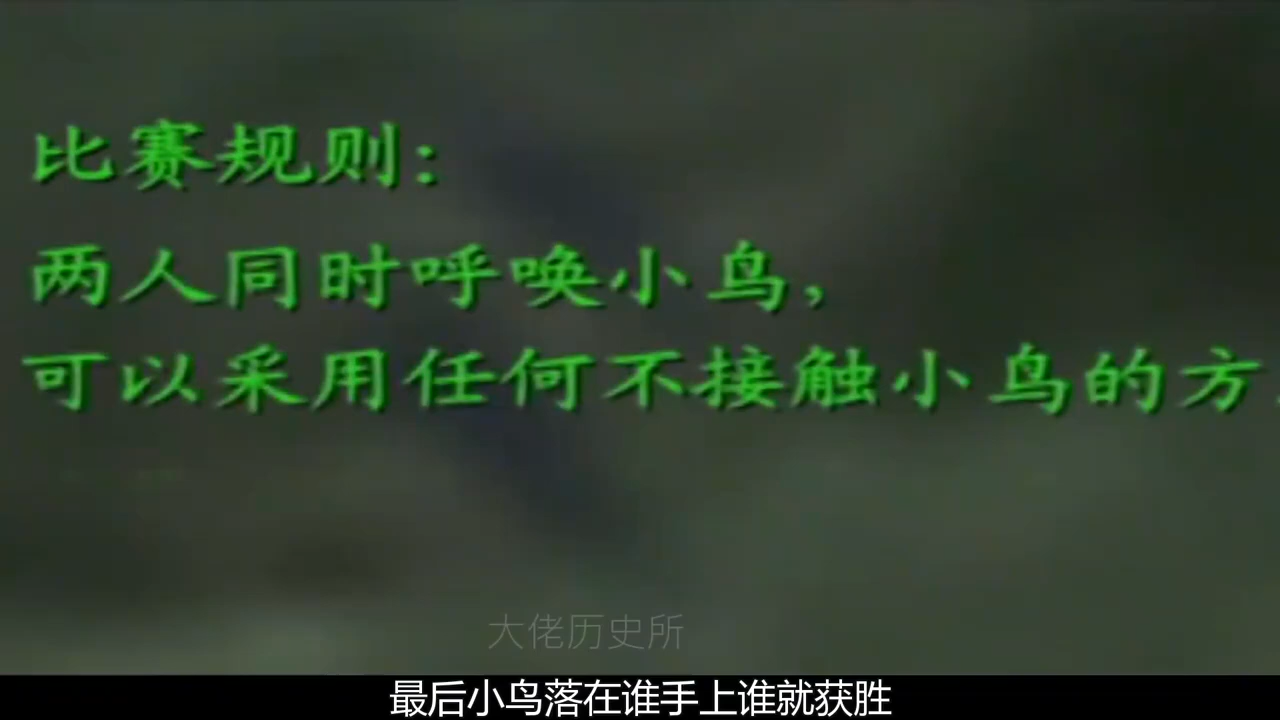 比赛规则：
两人同时呼唤小鸟，
可以采用任何不接触小鸟的方
大佬历史所
最后小鸟落在谁手上谁就获胜